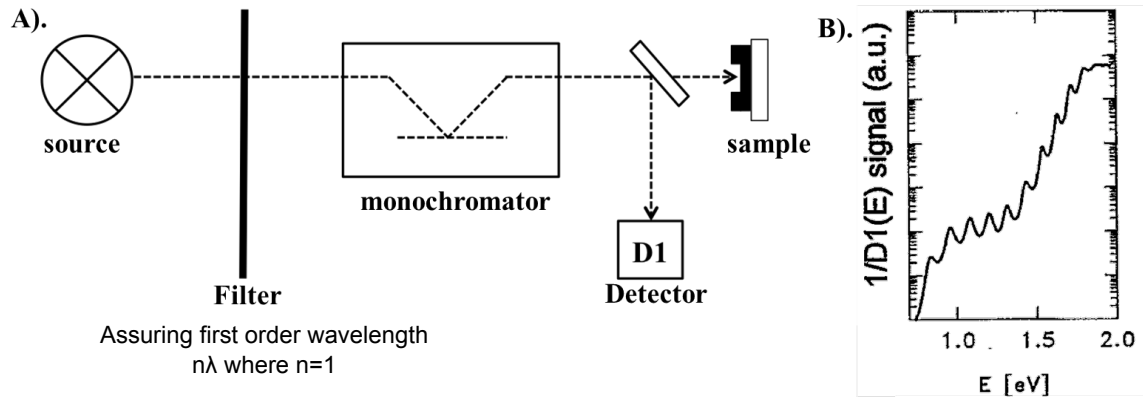 A).
source
Filter
Assuring first order wavelength
nλ where n=1
monochromator
D1
Detector
sample
B).
1/D1(E) signal (a.u.)
1.0 1.5 2.0
E [eV]